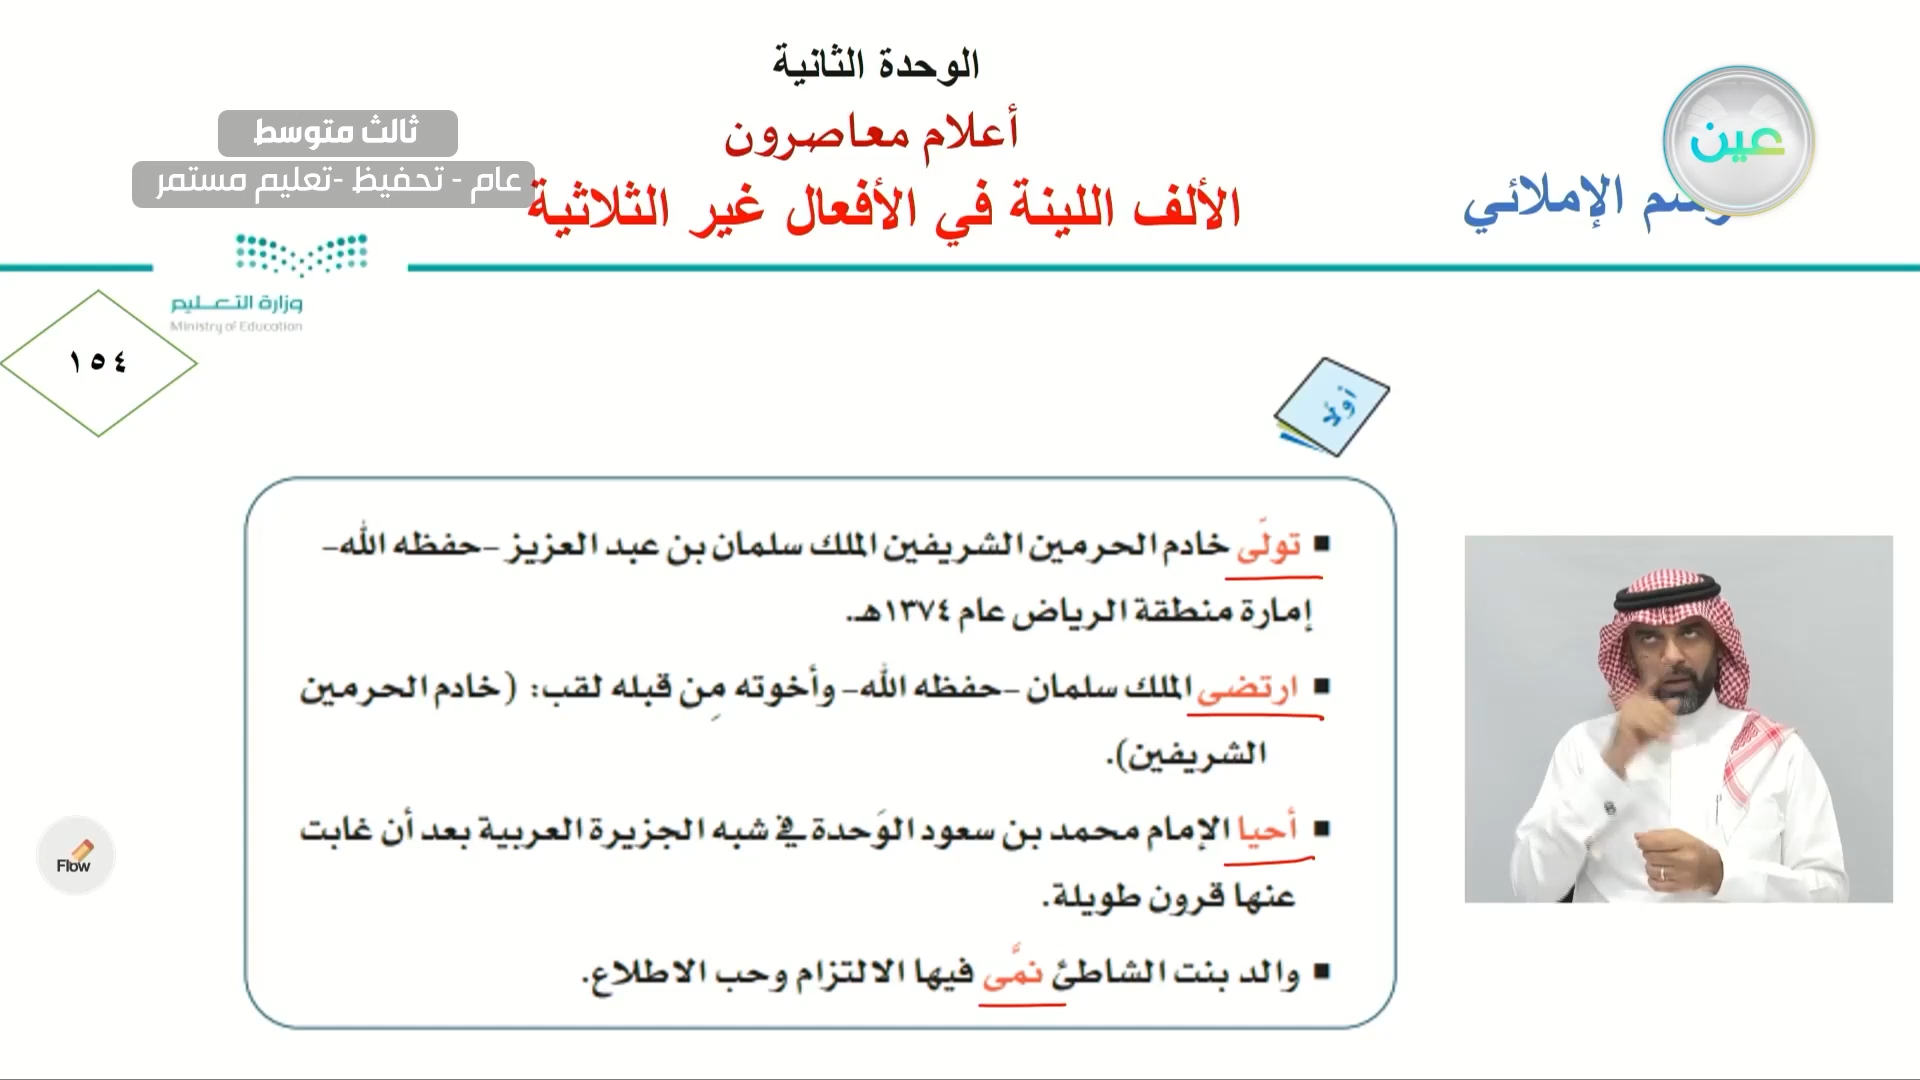 الوحدة الثانية
أعلام معاصرون
الألف اللينة في الأفعال غير الثلاثية
عين
رسم الإملائي
ثالث متوسط
عام - تحفيظ -تعليم مستمر
وزارة التعليم
Ministry of Education
١٥٤
أولًا
■ تولَّى خادم الحرمين الشريفين الملك سلمان بن عبد العزيز –حفظه الله–
إمارة منطقة الرياض عام ١٣٧٤هـ.
■ ارتضى الملك سلمان –حفظه الله– وأخوته مِن قبله لقب: (خادم الحرمين
الشريفين).
■ أحيا الإمام محمد بن سعود الوَحدة في شبه الجزيرة العربية بعد أن غابت
عنها قرون طويلة.
■ والد بنت الشاطئ نمَّى فيها الالتزام وحب الاطلاع.
Flow